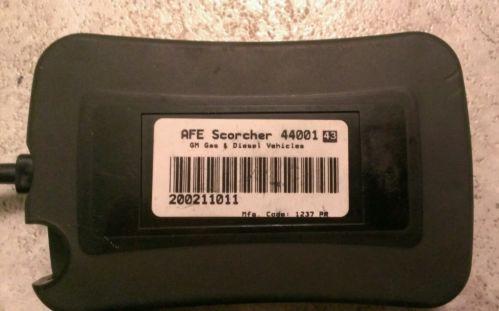 AFE Scorcher 44001 43
GM Gas & Diesel Vehicles
200211011
Mfg. Code: 1237 PR